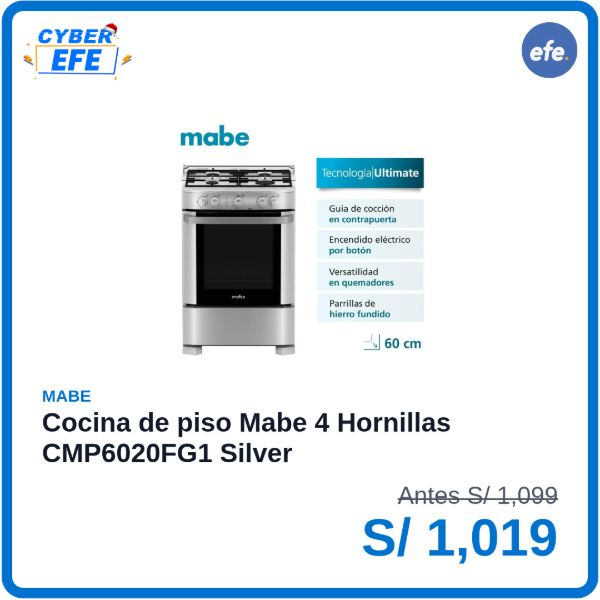 CYBER
EFE
efe.
mabe
Tecnología|Ultimate
Guía de cocción
en contrapuerta
Encendido eléctrico
por botón
Versatilidad
en quemadores
Parrillas de
hierro fundido
mabe
60 cm
MABE
Cocina de piso Mabe 4 Hornillas
CMP6020FG1 Silver
Antes S/ 1,099
S/ 1,019